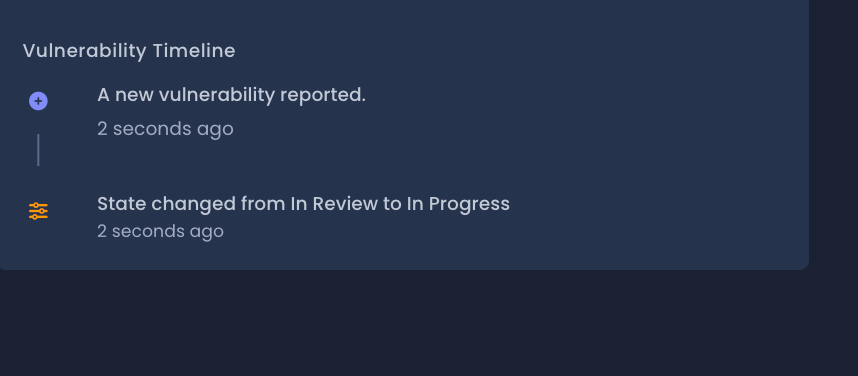 Vulnerability Timeline
A new vulnerability reported.
2 seconds ago
State changed from In Review to In Progress
2 seconds ago